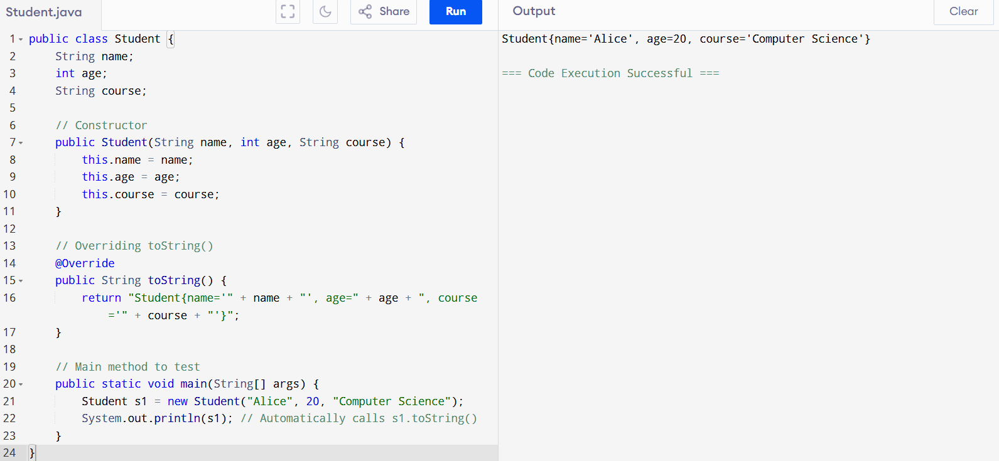 Student.java
Share
Run
Output
Clear
1 public class Student {
2     String name;
3     int age;
4     String course;
5
6     // Constructor
7     public Student(String name, int age, String course) {
8         this.name = name;
9         this.age = age;
10         this.course = course;
11     }
12
13     // Overriding toString()
14     @Override
15     public String toString() {
16         return "Student{name='" + name + "', age=" + age + ", course
='" + course + "'}";
17     }
18
19     // Main method to test
20     public static void main(String[] args) {
21         Student s1 = new Student("Alice", 20, "Computer Science");
22         System.out.println(s1); // Automatically calls s1.toString()
23     }
24 }
Student{name='Alice', age=20, course='Computer Science'}
=== Code Execution Successful ===